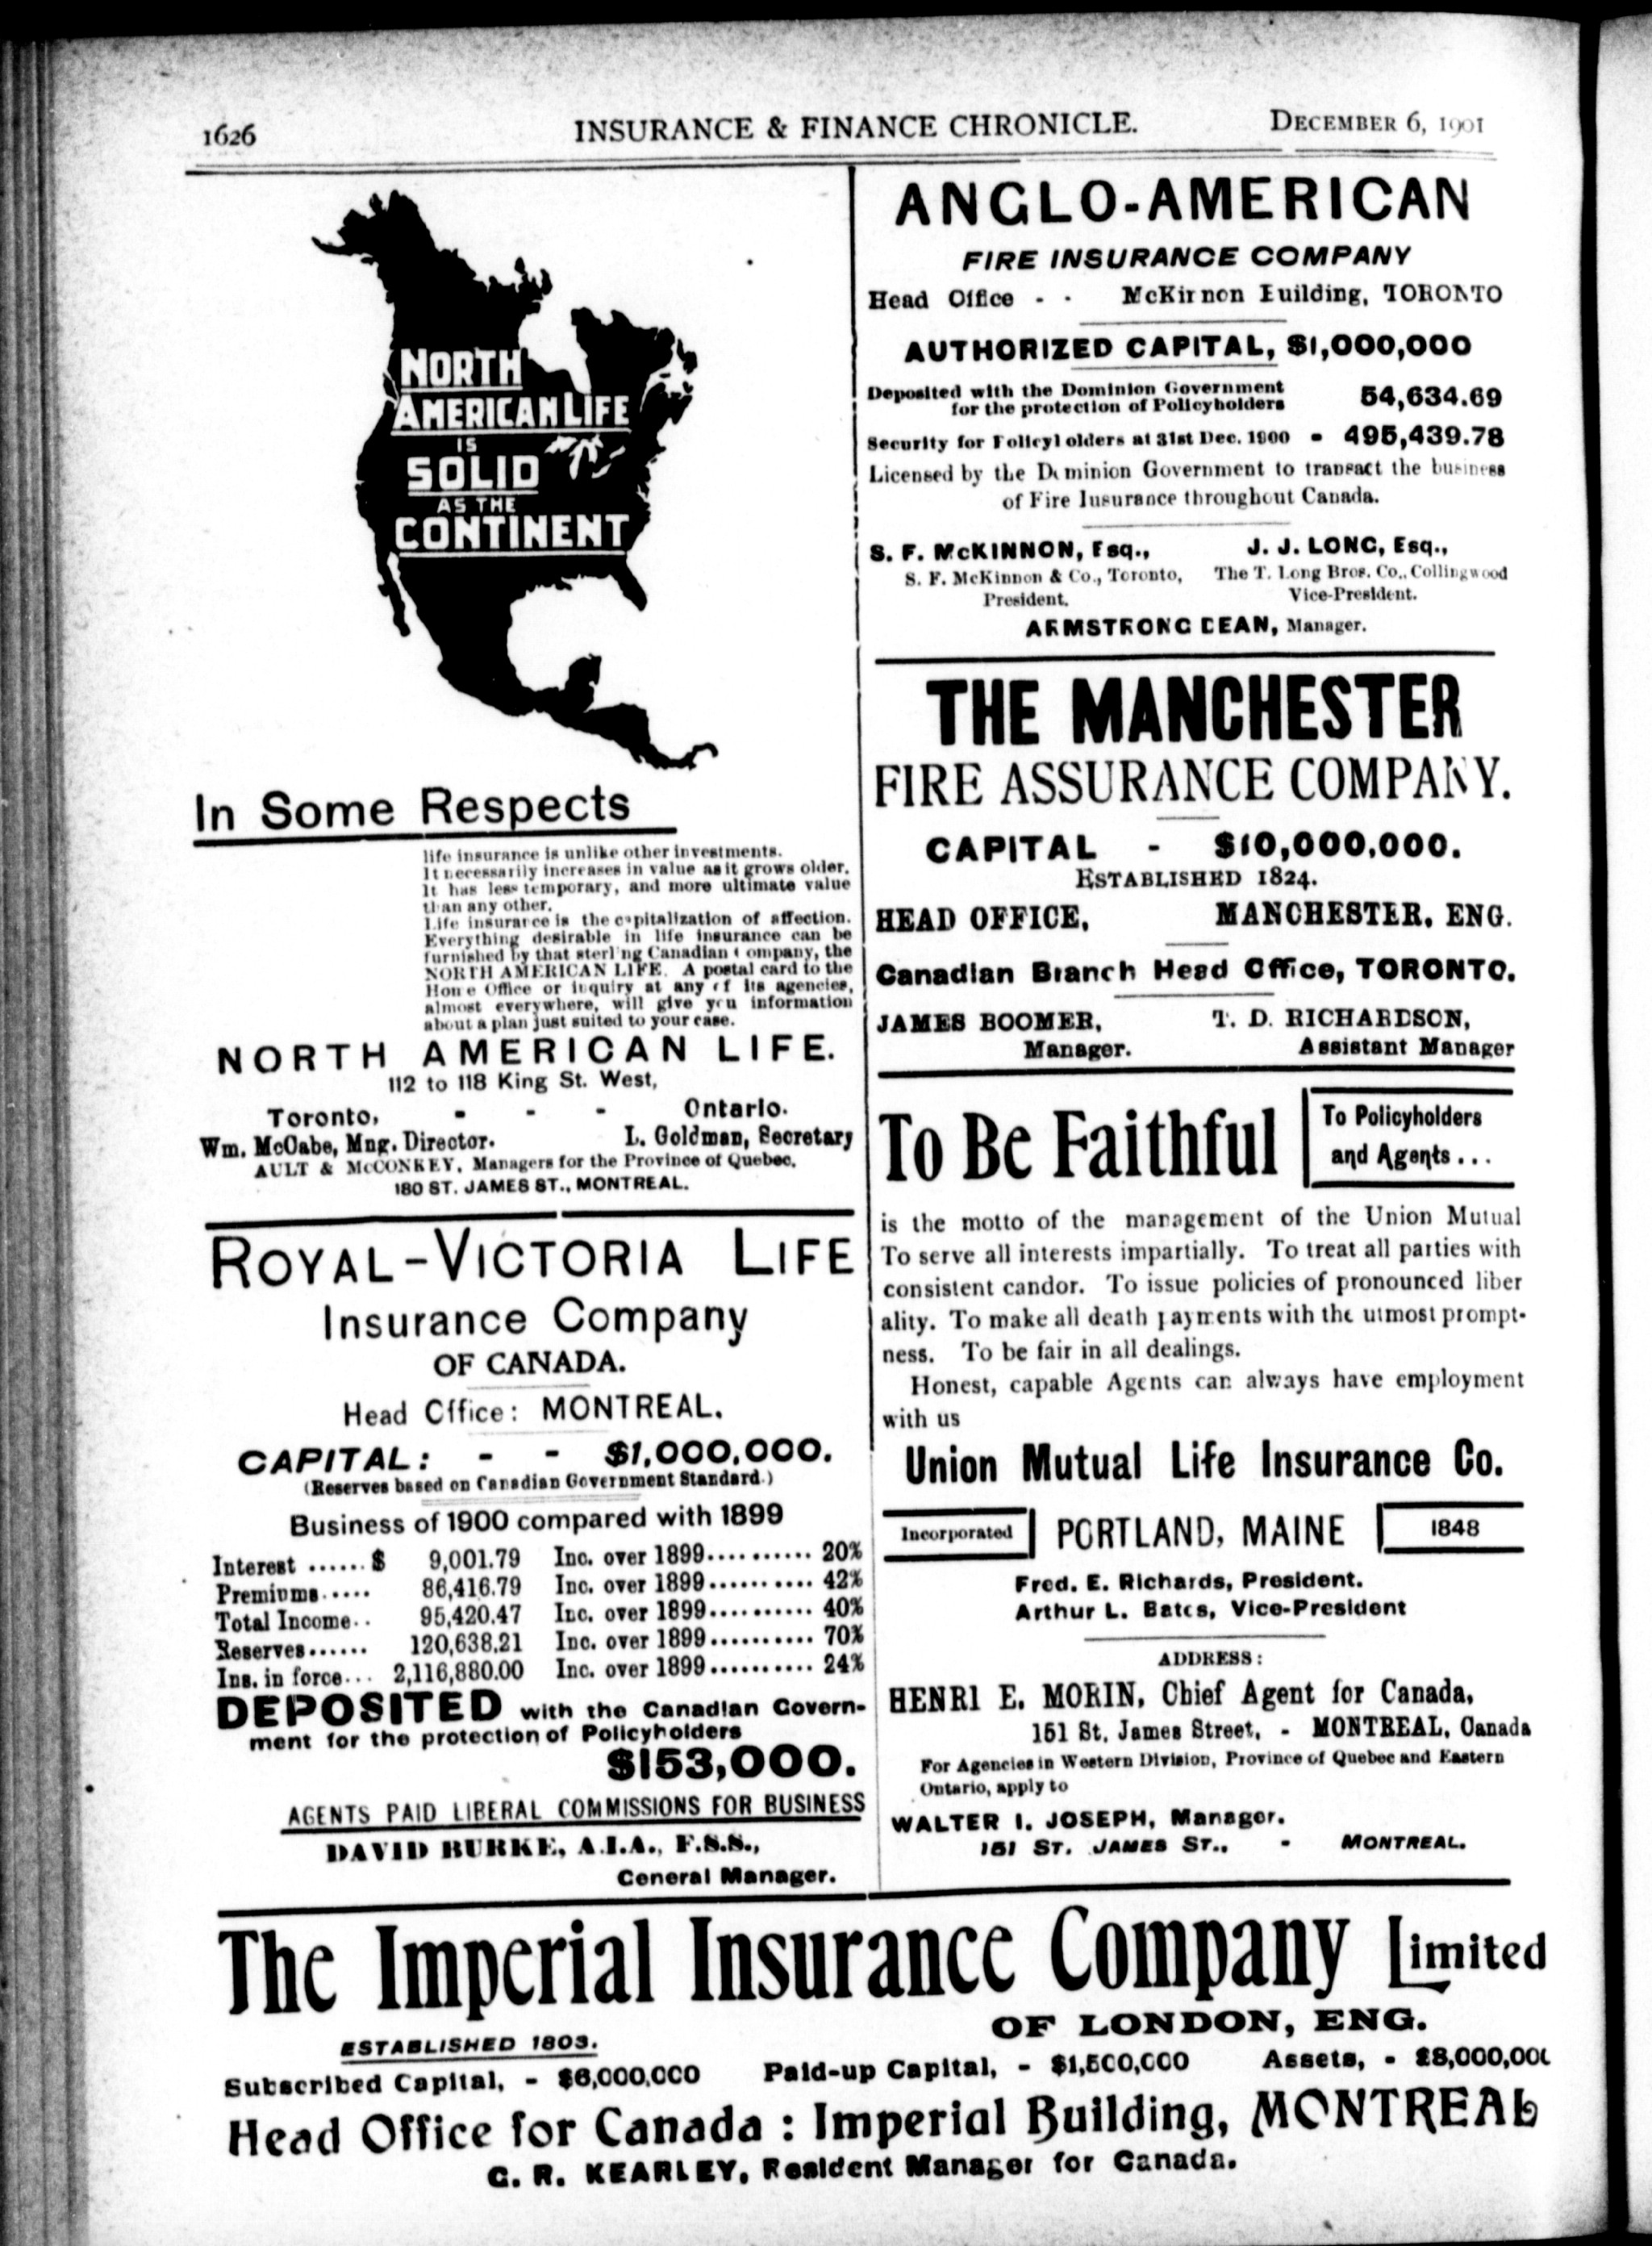 1626
INSURANCE & FINANCE CHRONICLE.
DECEMBER 6, 1901
NORTH
AMERICAN LIFE
IS
SOLID
AS THE
CONTINENT
In Some Respects
life insurance is unlike other investments.
It necessarily increases in value as it grows older.
It has less temporary, and more ultimate value
than any other.
Life insurance is the capitalization of affection.
Everything desirable in life insurance can be
furnished by that sterling Canadian Company, the
NORTH AMERICAN LIFE. A postal card to the
Home Office or inquiry at any of its agencies,
almost everywhere, will give you information
about a plan just suited to your case.
NORTH AMERICAN LIFE.
112 to 118 King St. West,
Toronto, - - - Ontario.
Wm. McCabe, Mng. Director. L. Goldman, Secretary
AULT & McCONKEY, Managers for the Province of Quebec.
180 ST. JAMES ST., MONTREAL.
ROYAL-VICTORIA LIFE
Insurance Company
OF CANADA.
Head Office: MONTREAL.
CAPITAL: - - $1,000,000.
(Reserves based on Canadian Government Standard.)
Business of 1900 compared with 1899
Interest ...... $ 9,001.79 Inc. over 1899.......... 20%
Premiums..... 86,416.79 Inc. over 1899.......... 42%
Total Income.. 95,420.47 Inc. over 1899.......... 40%
Reserves...... 120,638.21 Inc. over 1899.......... 70%
Ins. in force... 2,116,880.00 Inc. over 1899.......... 24%
DEPOSITED with the Canadian Govern-
ment for the protection of Policyholders
$153,000.
AGENTS PAID LIBERAL COMMISSIONS FOR BUSINESS
DAVID BURKE, A.I.A., F.S.S.,
General Manager.
ANGLO-AMERICAN
FIRE INSURANCE COMPANY
Head Office - - McKinnon Building, TORONTO
AUTHORIZED CAPITAL, $1,000,000
Deposited with the Dominion Government
for the protection of Policyholders 54,634.69
Security for Policyholders at 31st Dec. 1900 - 495,439.78
Licensed by the Dominion Government to transact the business
of Fire Insurance throughout Canada.
S. F. McKINNON, Esq., J. J. LONG, Esq.,
S. F. McKinnon & Co., Toronto, The T. Long Bros. Co., Collingwood
President. Vice-President.
ARMSTRONG DEAN, Manager.
THE MANCHESTER
FIRE ASSURANCE COMPANY.
CAPITAL - $10,000,000.
ESTABLISHED 1824.
HEAD OFFICE, MANCHESTER, ENG.
Canadian Branch Head Office, TORONTO.
JAMES BOOMER, T. D. RICHARDSON,
Manager. Assistant Manager
To Be Faithful
To Policyholders
and Agents...
is the motto of the management of the Union Mutual
To serve all interests impartially. To treat all parties with
consistent candor. To issue policies of pronounced liber
ality. To make all death payments with the utmost prompt-
ness. To be fair in all dealings.
Honest, capable Agents can always have employment
with us
Union Mutual Life Insurance Co.
Incorporated PORTLAND, MAINE 1848
Fred. E. Richards, President.
Arthur L. Bates, Vice-President
ADDRESS:
HENRI E. MORIN, Chief Agent for Canada,
151 St. James Street, - MONTREAL, Canada
For Agencies in Western Division, Province of Quebec and Eastern
Ontario, apply to
WALTER I. JOSEPH, Manager.
151 ST. JAMES ST., - MONTREAL.
The Imperial Insurance Company Limited
OF LONDON, ENG.
ESTABLISHED 1803.
Subscribed Capital, - $6,000,000 Paid-up Capital, - $1,500,000 Assets, - $8,000,000
Head Office for Canada: Imperial Building, MONTREAL
G. R. KEARLEY, Resident Manager for Canada.